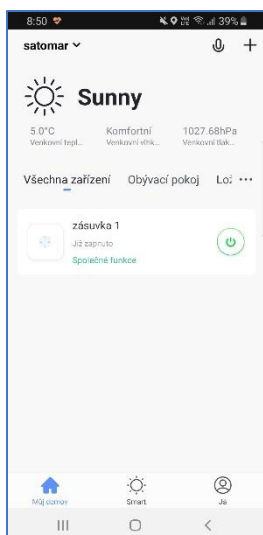 8:50 39%
satomar
Sunny
5.0°C Komfortní 1027.68hPa
Venkovní tepl... Venkovní vlhk... Venkovní tlak...
Všechna zařízení Obývací pokoj Lož
zásuvka 1
Již zapnuto
Společné funkce
Můj domov Smart Já